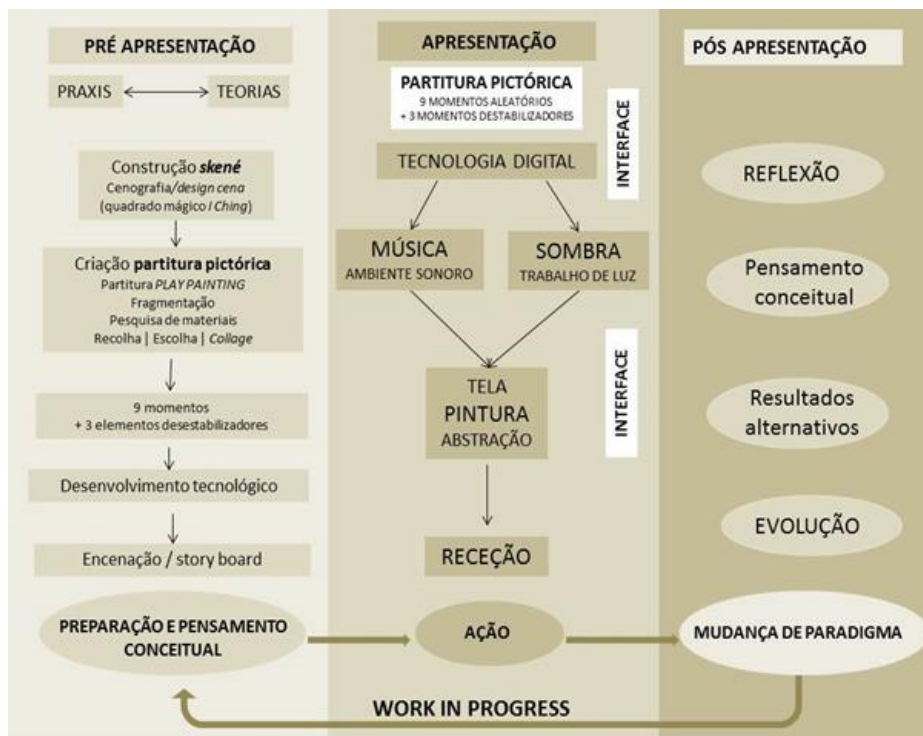 PRÉ APRESENTAÇÃO
PRAXIS
TEORIAS
Construção skené
Cenografia/design cena
(quadrado mágico I Ching)
Criação partitura pictórica
Partitura PLAY PAINTING
Fragmentação
Pesquisa de materiais
Recolha | Escolha | Collage
9 momentos
+ 3 elementos desestabilizadores
Desenvolvimento tecnológico
Encenação / story board
PREPARAÇÃO E PENSAMENTO
CONCEITUAL
APRESENTAÇÃO
PARTITURA PICTÓRICA
9 MOMENTOS ALEATÓRIOS
+ 3 MOMENTOS DESTABILIZADORES
INTERFACE
TECNOLOGIA DIGITAL
MÚSICA
AMBIENTE SONORO
SOMBRA
TRABALHO DE LUZ
INTERFACE
TELA
PINTURA
ABSTRAÇÃO
RECEÇÃO
AÇÃO
PÓS APRESENTAÇÃO
REFLEXÃO
Pensamento
conceitual
Resultados
alternativos
EVOLUÇÃO
MUDANÇA DE PARADIGMA
WORK IN PROGRESS